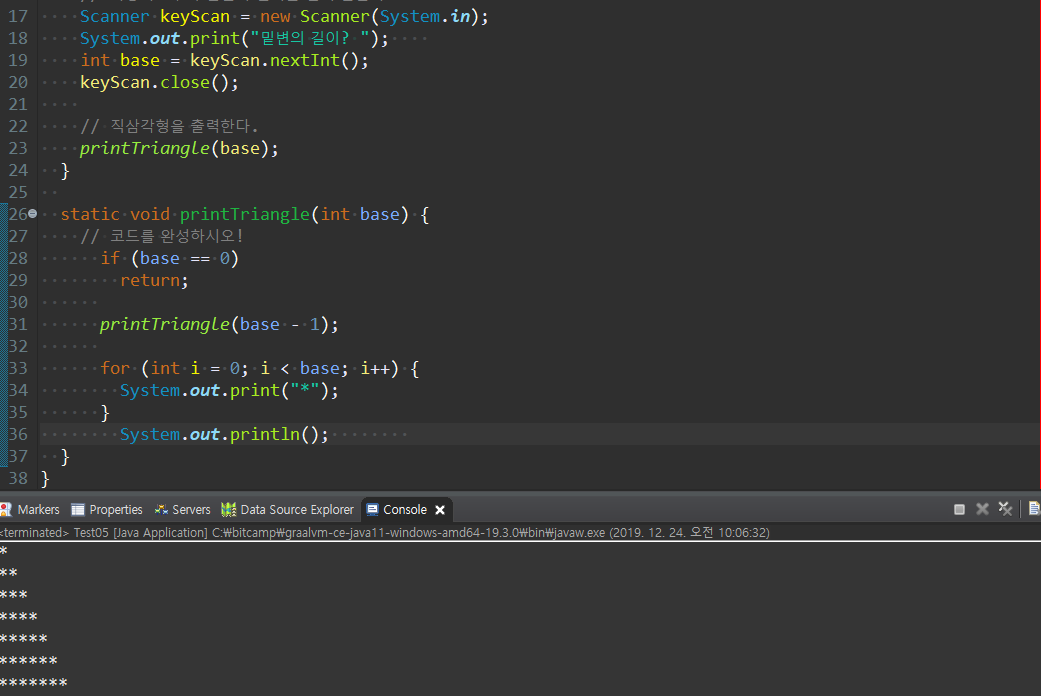 17 Scanner keyScan = new Scanner(System.in);
18 System.out.print("밑변의 길이? ");
19 int base = keyScan.nextInt();
20 keyScan.close();
21
22 // 직삼각형을 출력한다.
23 printTriangle(base);
24 }
25
26 static void printTriangle(int base) {
27 // 코드를 완성하시오!
28 if (base == 0)
29 return;
30
31 printTriangle(base - 1);
32
33 for (int i = 0; i < base; i++) {
34 System.out.print("*");
35 }
36 System.out.println();
37 }
38 }
Markers Properties Servers Data Source Explorer Console
<terminated> Test05 [Java Application] C:₩bitcamp₩graalvm-ce-java11-windows-amd64-19.3.0₩bin₩javaw.exe (2019. 12. 24. 오전 10:06:32)
*
**
***
****
*****
******
*******